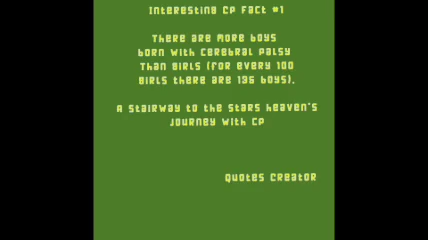 Interesting CP Fact #1
There are more boys
born with cerebral palsy
Than girls (for every 100
girls there are 136 boys).
A stairway to the stars heaven's
Journey with CP
Quotes Creator